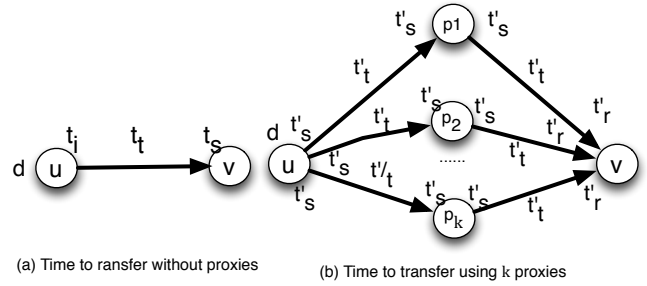 p1
t's
t's
t't
t't
t'r
d
ti
tt
ts
u
v
d
t's
t't
t's
p2
t's
t'r
u
t's
......
t't
v
t's
t'/t
t's
pk
t's
t't
t'r
(a) Time to ransfer without proxies
(b) Time to transfer using k proxies